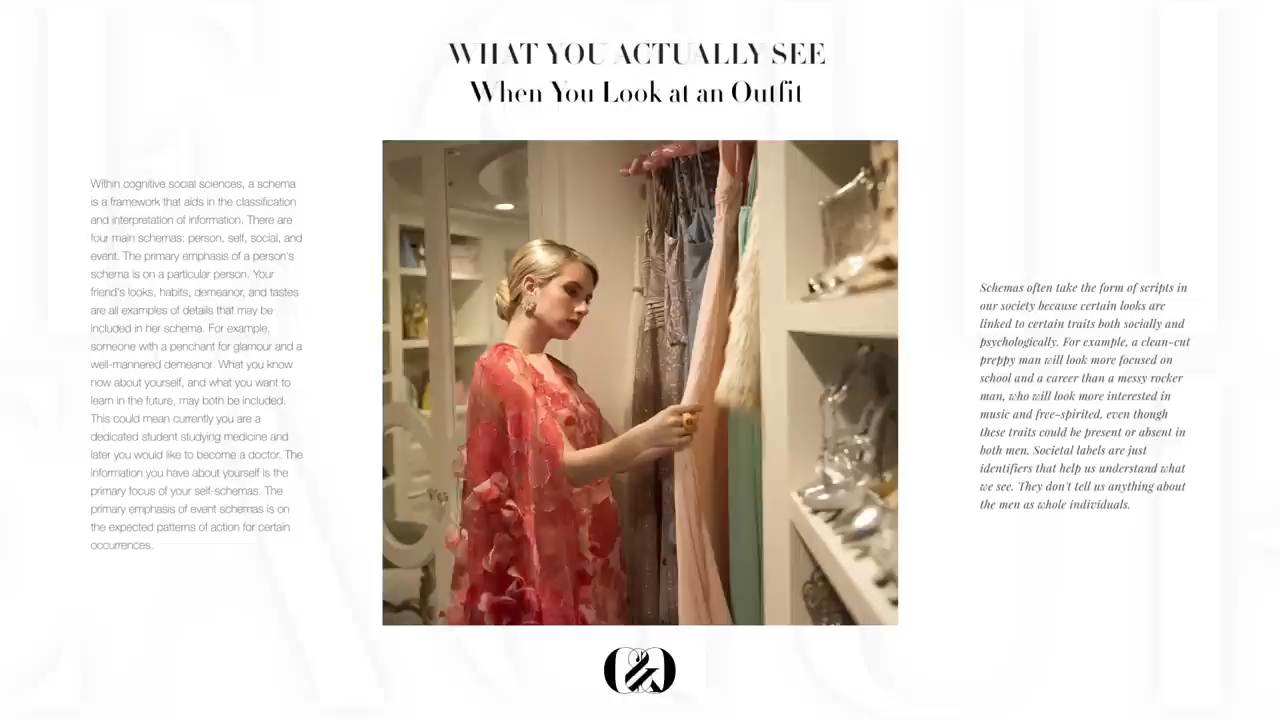 WHAT YOU ACTUALLY SEE
When You Look at an Outfit
Within cognitive social sciences, a schema
is a framework that aids in the classification
and interpretation of information. There are
four main schemas: person, self, social, and
event. The primary emphasis of a person's
schema is on a particular person. Your
friend's looks, habits, demeanor, and tastes
are all examples of details that may be
included in her schema. For example,
someone with a penchant for glamour and a
well-mannered demeanor. What you know
now about yourself, and what you want to
learn in the future, may both be included.
This could mean currently you are a
dedicated student studying medicine and
later you would like to become a doctor. The
information you have about yourself is the
primary focus of your self-schemas. The
primary emphasis of event schemas is on
the expected patterns of action for certain
occurrences.
Schemas often take the form of scripts in
our society because certain looks are
linked to certain traits both socially and
psychologically. For example, a clean-cut
preppy man will look more focused on
school and a career than a messy rocker
man, who will look more interested in
music and free-spirited, even though
these traits could be present or absent in
both men. Societal labels are just
identifiers that help us understand what
we see. They don't tell us anything about
the men as whole individuals.
O&O